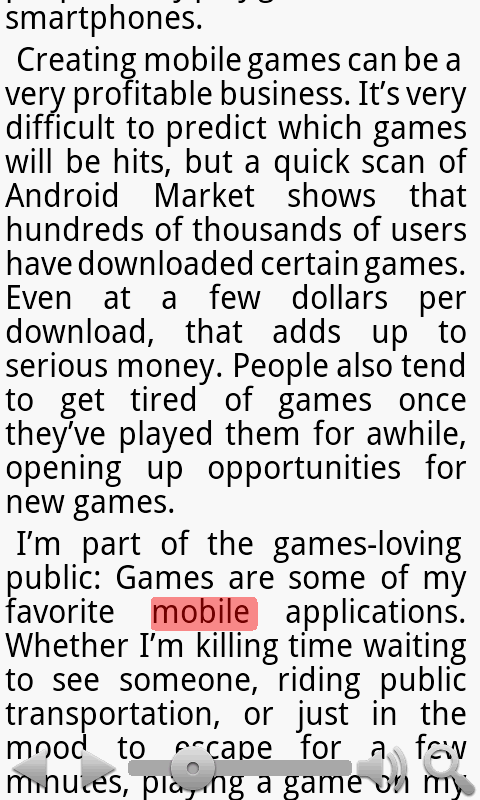 smartphones.
Creating mobile games can be a
very profitable business. It’s very
difficult to predict which games
will be hits, but a quick scan of
Android Market shows that
hundreds of thousands of users
have downloaded certain games.
Even at a few dollars per
download, that adds up to
serious money. People also tend
to get tired of games once
they’ve played them for awhile,
opening up opportunities for
new games.
I’m part of the games-loving
public: Games are some of my
favorite mobile applications.
Whether I’m killing time waiting
to see someone, riding public
transportation, or just in the
mood to escape for a few
minutes, playing a game on my